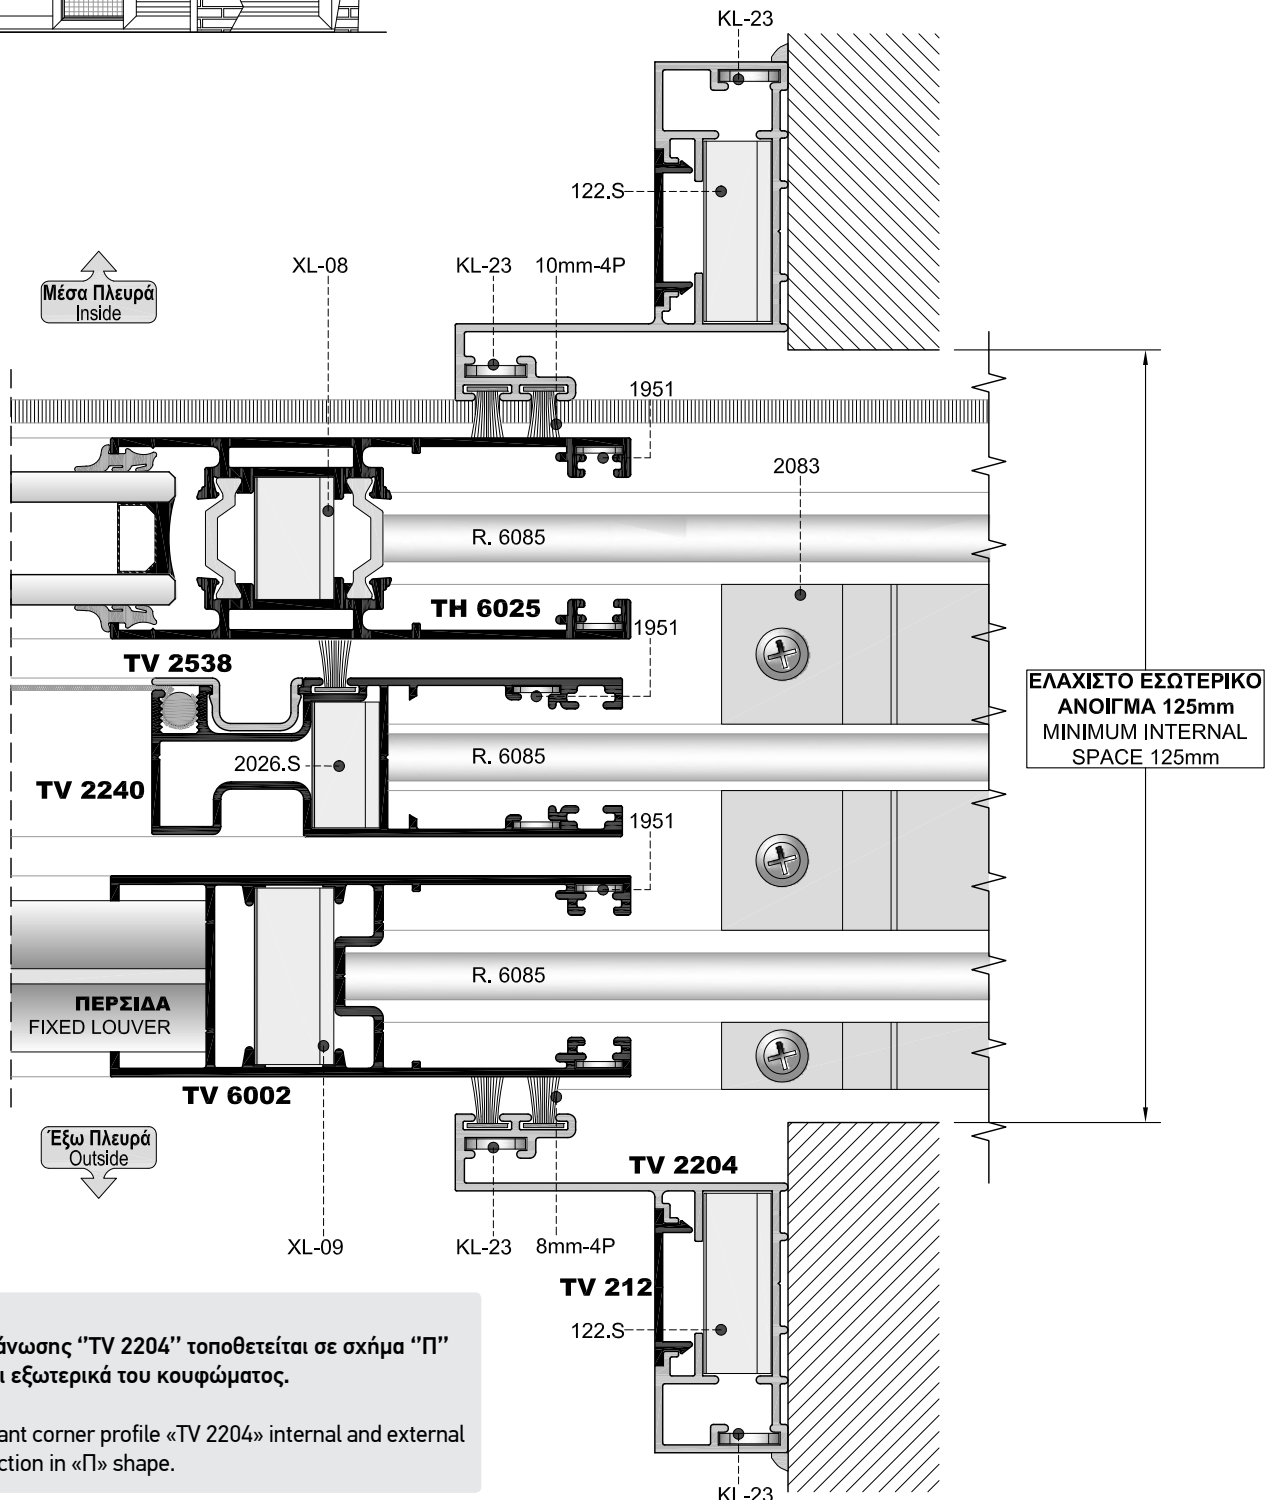 KL-23
122.S
XL-08
KL-23
10mm-4P
Μέσα Πλευρά
Inside
1951
2083
R. 6085
TH 6025
1951
TV 2538
ΕΛΑΧΙΣΤΟ ΕΣΩΤΕΡΙΚΟ
ΑΝΟΙΓΜΑ 125mm
MINIMUM INTERNAL
SPACE 125mm
R. 6085
2026.S
TV 2240
1951
R. 6085
ΠΕΡΣΙΔΑ
FIXED LOUVER
TV 6002
Έξω Πλευρά
Outside
TV 2204
XL-09
KL-23
8mm-4P
TV 212
122.S
άνωσης ‘‘TV 2204’’ τοποθετείται σε σχήμα ‘‘Π’’
ι εξωτερικά του κουφώματος.
ant corner profile «TV 2204» internal and external
ction in «Π» shape.
KL-23